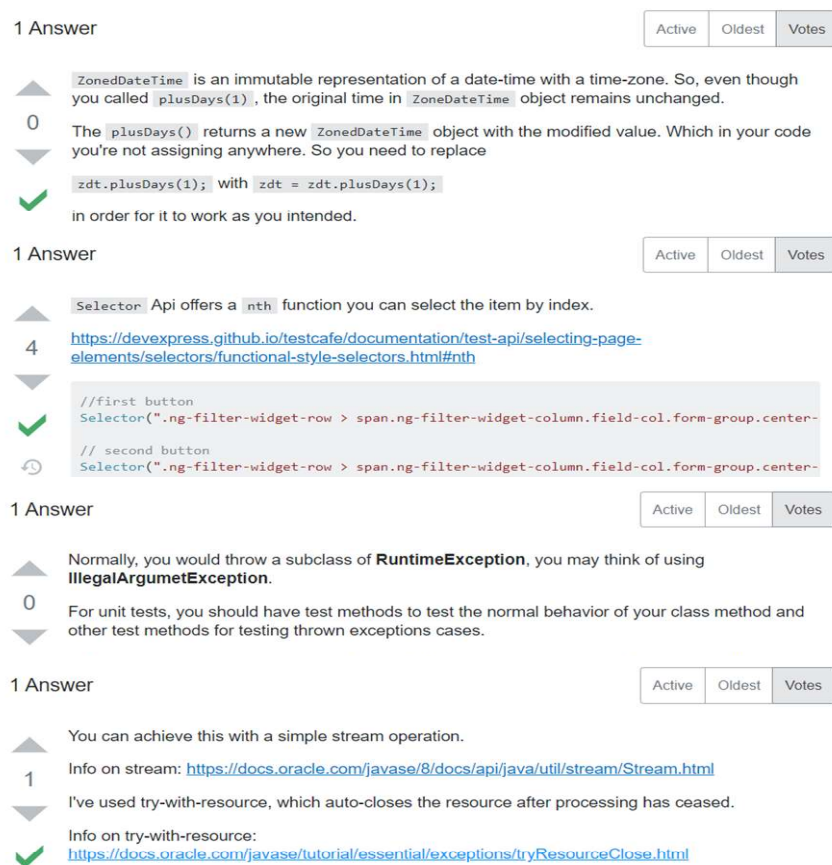 1 Answer
Active Oldest Votes
ZonedDateTime is an immutable representation of a date-time with a time-zone. So, even though
you called plusDays(1) , the original time in ZoneDateTime object remains unchanged.
0
The plusDays() returns a new ZonedDateTime object with the modified value. Which in your code
you're not assigning anywhere. So you need to replace
zdt.plusDays(1); with zdt = zdt.plusDays(1);
in order for it to work as you intended.
1 Answer
Active Oldest Votes
Selector Api offers a nth function you can select the item by index.
4
https://devexpress.github.io/testcafe/documentation/test-api/selecting-page-
elements/selectors/functional-style-selectors.html#nth
//first button
Selector(".ng-filter-widget-row > span.ng-filter-widget-column.field-col.form-group.center-
// second button
Selector(".ng-filter-widget-row > span.ng-filter-widget-column.field-col.form-group.center-
1 Answer
Active Oldest Votes
Normally, you would throw a subclass of RuntimeException, you may think of using
IllegalArgumetException.
0
For unit tests, you should have test methods to test the normal behavior of your class method and
other test methods for testing thrown exceptions cases.
1 Answer
Active Oldest Votes
You can achieve this with a simple stream operation.
1
Info on stream: https://docs.oracle.com/javase/8/docs/api/java/util/stream/Stream.html
I've used try-with-resource, which auto-closes the resource after processing has ceased.
Info on try-with-resource:
https://docs.oracle.com/javase/tutorial/essential/exceptions/tryResourceClose.html